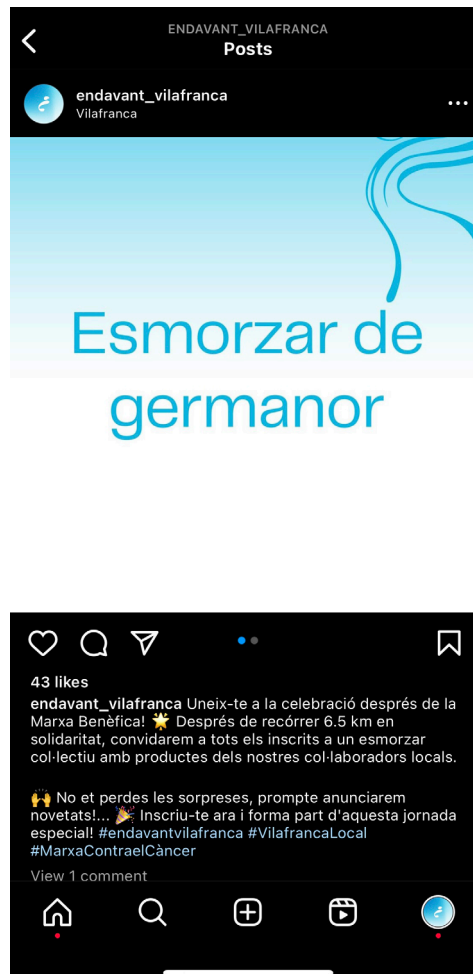 ENDAVANT_VILAFRANCA
Posts
endavant_vilafranca
Vilafranca
Esmorzar de
germanor
43 likes
endavant_vilafranca Uneix-te a la celebració després de la
Marxa Benèfica! 🌟 Després de recórrer 6.5 km en
solidaritat, convidarem a tots els inscrits a un esmorzar
col·lectiu amb productes dels nostres col·laboradors locals.
🙌 No et perdes les sorpreses, prompte anunciarem
novetats!... 🎉 Inscriu-te ara i forma part d'aquesta jornada
especial! #endavantvilafranca #VilafrancaLocal
#MarxaContraelCàncer
View 1 comment